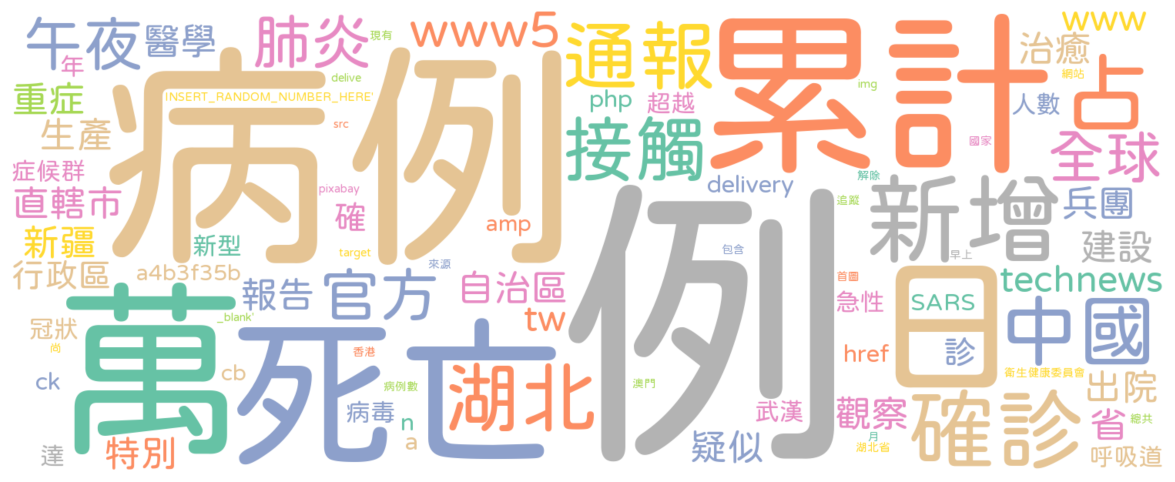 午夜
醫學
肺炎
現有
www5
通報
累計
www
治癒
年
delive
網站
重症
INSERT_RANDOM_NUMBER_HERE'
病例
php
超越
img
人數
占
生產
src
接觸
國家
全球
症候群
pixabay
delivery
解除
直轄市
確
追蹤
新增
兵團
新疆
新型
amp
例
建設
行政區
a4b3f35b
target
來源
包含
早上
報告
官方
自治區
首圖
technews
萬
_blank'
tw
急性
日
SARS
中國
冠狀
死亡
香港
href
診
尚
ck
cb
病例數
湖北
澳門
衛生健康委員會
出院
病毒
n
武漢
觀察
確診
省
總共
達
特別
a
疑似
月
湖北省
呼吸道